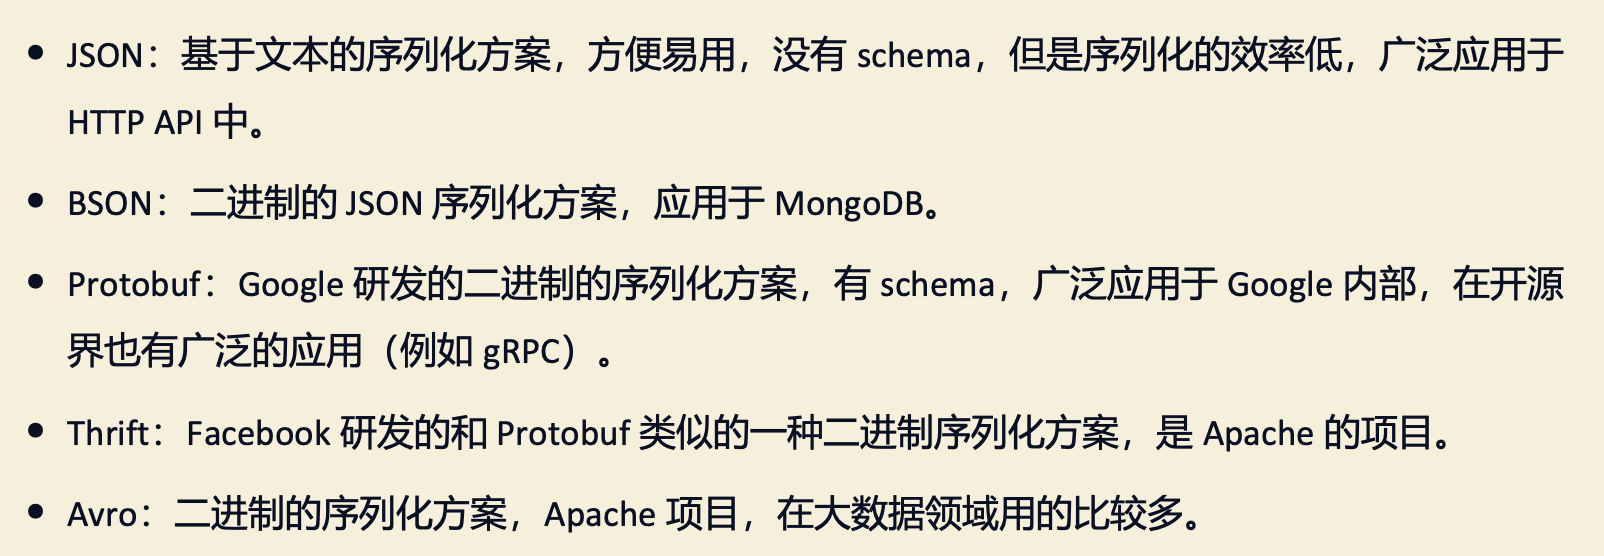 • JSON：基于文本的序列化方案，方便易用，没有 schema，但是序列化的效率低，广泛应用于
HTTP API 中。
• BSON：二进制的 JSON 序列化方案，应用于 MongoDB。
• Protobuf：Google 研发的二进制的序列化方案，有 schema，广泛应用于 Google 内部，在开源
界也有广泛的应用（例如 gRPC）。
• Thrift：Facebook 研发的和 Protobuf 类似的一种二进制序列化方案，是 Apache 的项目。
• Avro：二进制的序列化方案，Apache 项目，在大数据领域用的比较多。